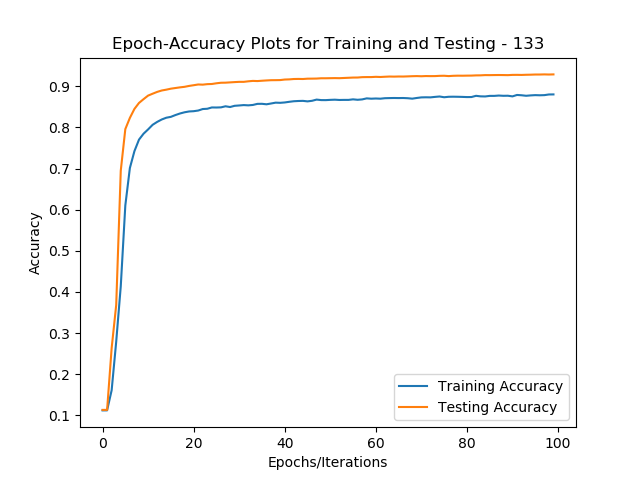 Epoch-Accuracy Plots for Training and Testing - 133
Accuracy
0.9
0.8
0.7
0.6
0.5
0.4
0.3
0.2
0.1
0 20 40 60 80 100
Epochs/Iterations
Training Accuracy
Testing Accuracy